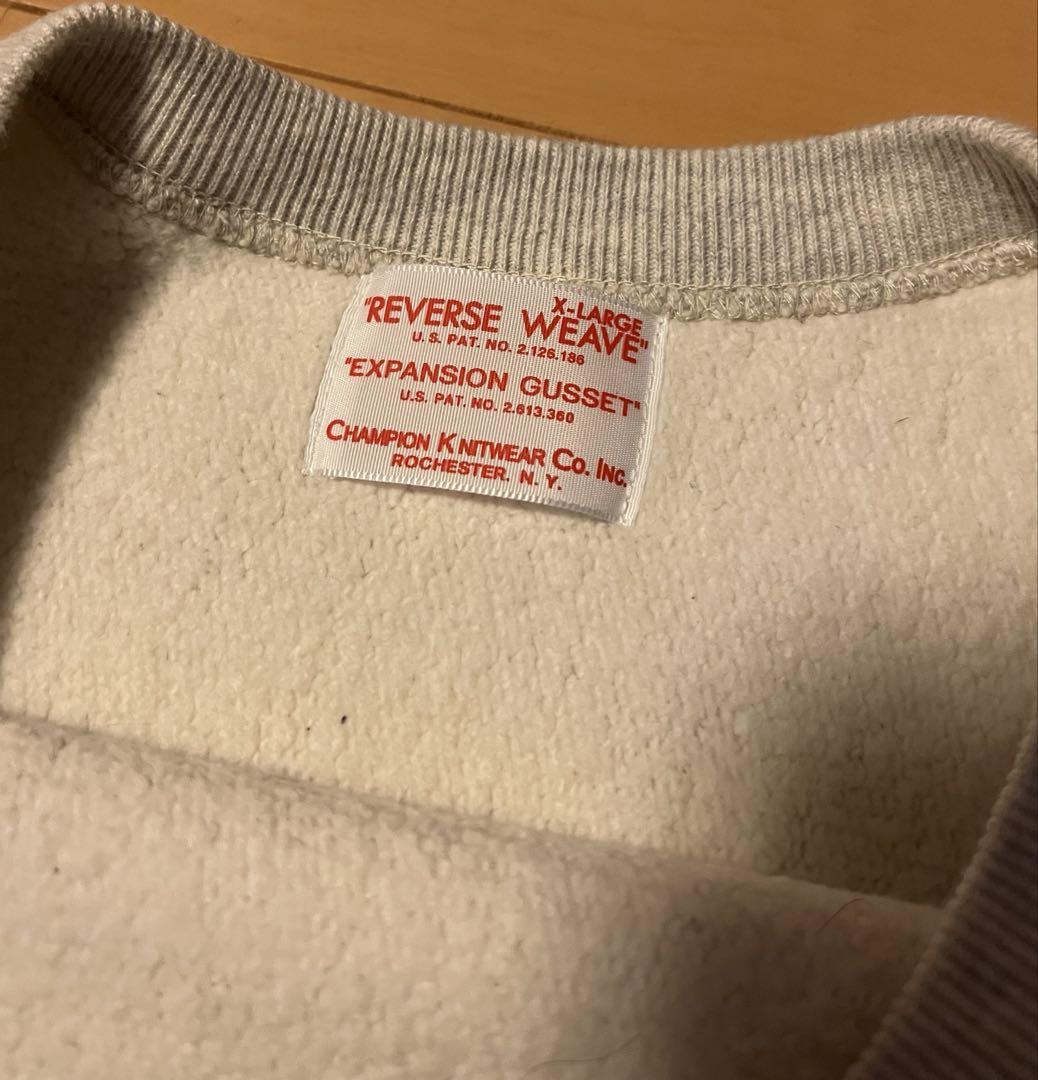 X-LARGE
"REVERSE WEAVE"
U.S. PAT. NO. 2.126.186
"EXPANSION GUSSET"
U.S. PAT. NO. 2.613.360
CHAMPION KNITWEAR CO. INC.
ROCHESTER. N. Y.